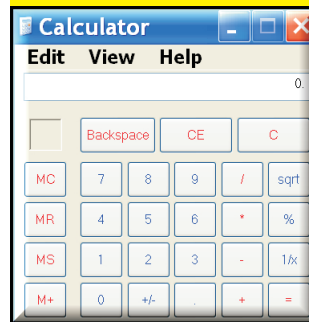 Calculator
Edit View Help
0.
Backspace CE C
MC 7 8 9 / sqrt
MR 4 5 6 * %
MS 1 2 3 - 1/x
M+ 0 +/- . + =